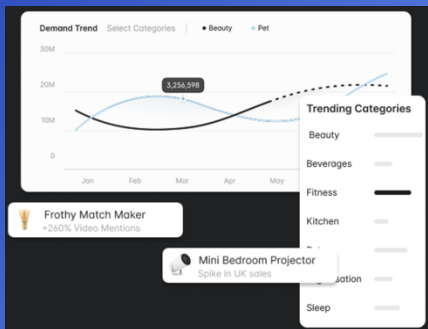 Demand Trend Select Categories Beauty Pet
30M
20M
10M
0
3,256,598
Jan Feb Mar Apr May
Trending Categories
Beauty
Beverages
Fitness
Kitchen
Sleep
Frothy Match Maker
+260% Video Mentions
Mini Bedroom Projector
Spike in UK sales